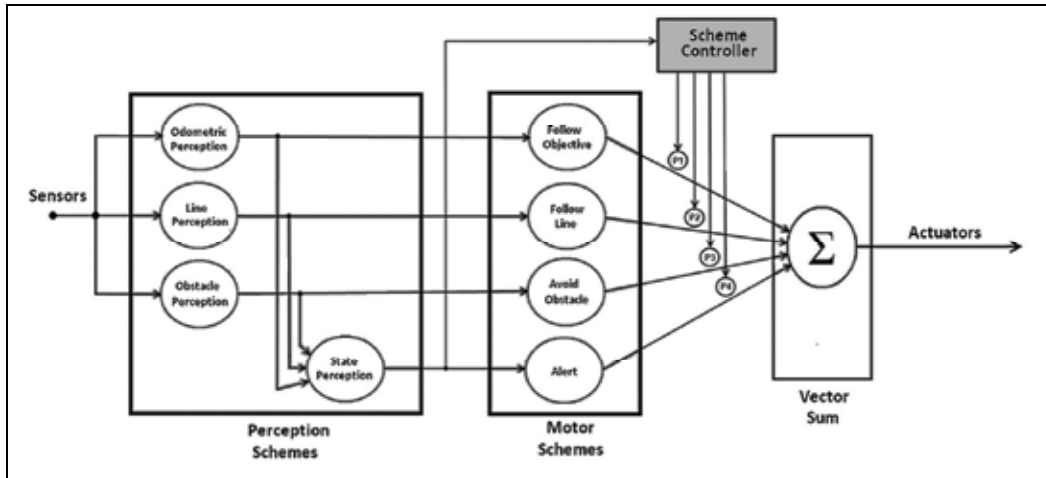 Scheme
Controller
Odometric
Perception
Follow
Objective
P1
Sensors
Line
Perception
Follow
Line
P2
Σ
Actuators
P3
Obstacle
Perception
Avoid
Obstacle
P4
State
Perception
Alert
Perception
Schemes
Motor
Schemes
Vector
Sum